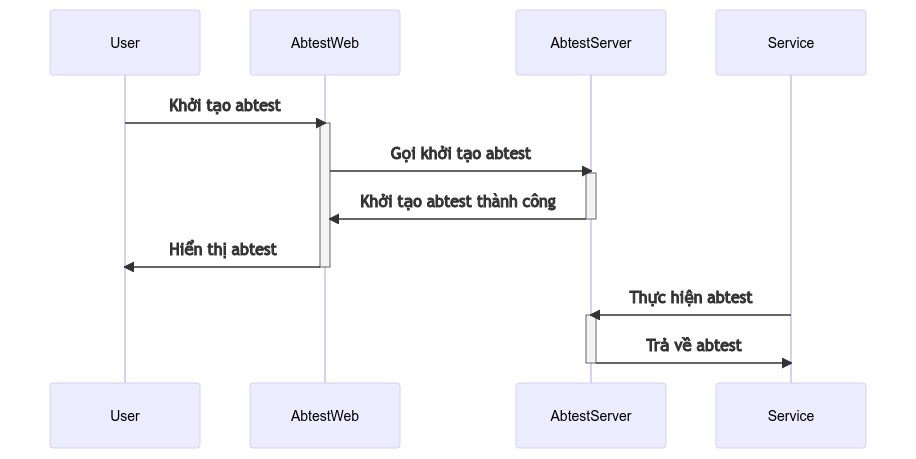 User
AbtestWeb
AbtestServer
Service
Khởi tạo abtest
Gọi khởi tạo abtest
Khởi tạo abtest thành công
Hiển thị abtest
Thực hiện abtest
Trả về abtest
User
AbtestWeb
AbtestServer
Service